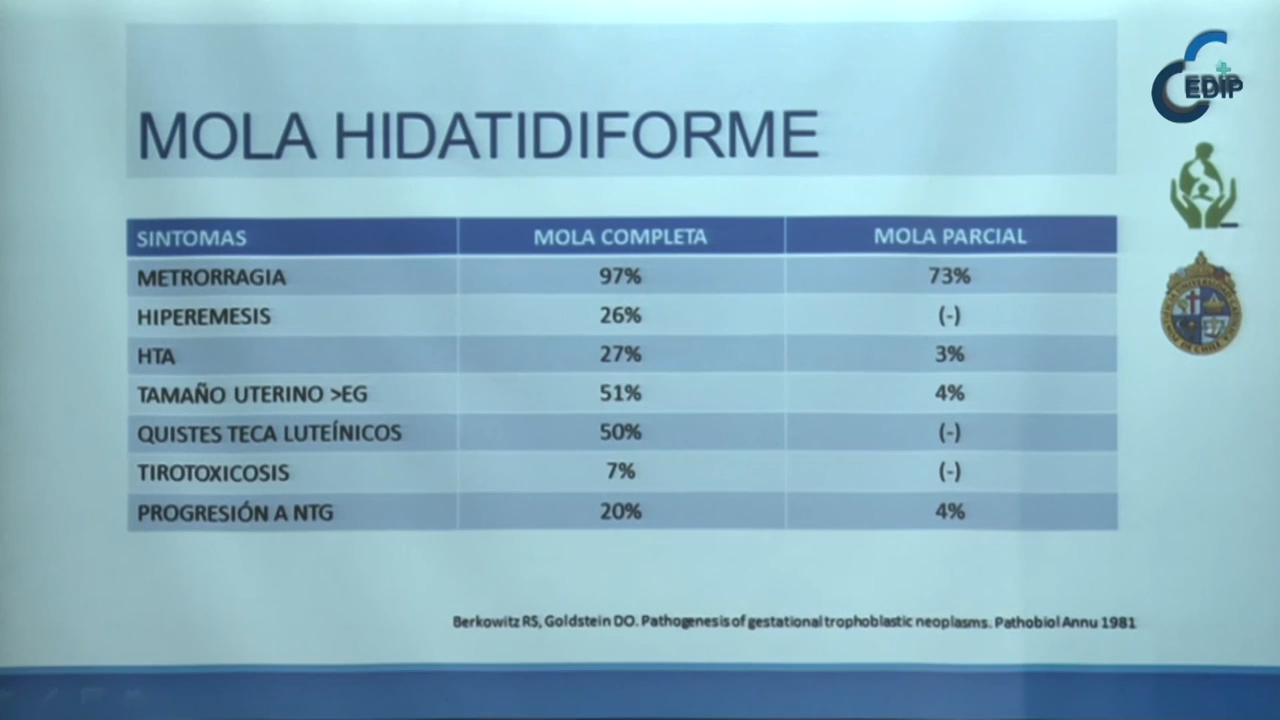 EDIP
MOLA HIDATIDIFORME
SINTOMAS MOLA COMPLETA MOLA PARCIAL
METRORRAGIA 97% 73%
HIPEREMESIS 26% (-)
HTA 27% 3%
TAMAÑO UTERINO >EG 51% 4%
QUISTES TECA LUTEÍNICOS 50% (-)
TIROTOXICOSIS 7% (-)
PROGRESIÓN A NTG 20% 4%
Berkowitz RS, Goldstein DO. Pathogenesis of gestational trophoblastic neoplasms. Pathobiol Annu 1981